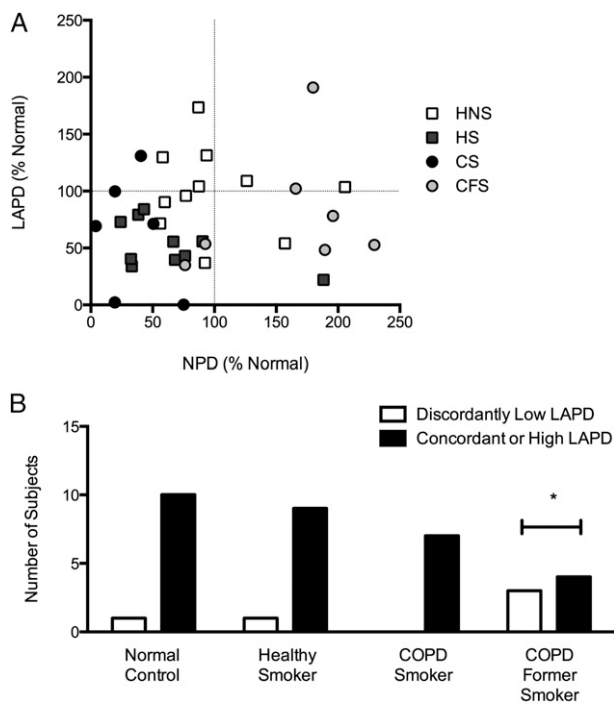 A
LAPD (% Normal)
250
200
150
100
50
0
0 50 100 150 200 250
NPD (% Normal)
HNS
HS
CS
CFS
B
Discordantly Low LAPD
Concordant or High LAPD
Number of Subjects
15
10
5
0
*
Normal
Control
Healthy
Smoker
COPD
Smoker
COPD
Former
Smoker